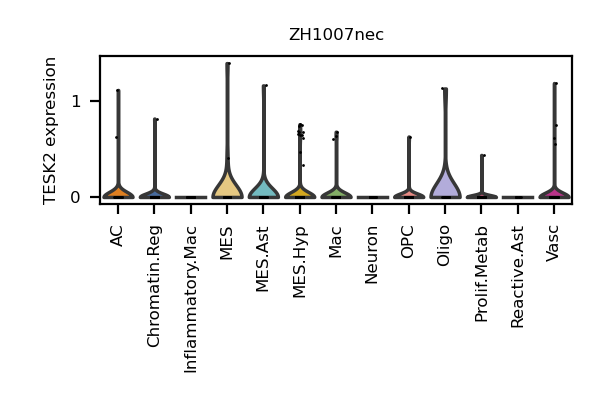 ZH1007nec
TESK2 expression
1
0
AC
Chromatin.Reg
Inflammatory.Mac
MES
MES.Ast
MES.Hyp
Mac
Neuron
OPC
Oligo
Prolif.Metab
Reactive.Ast
Vasc